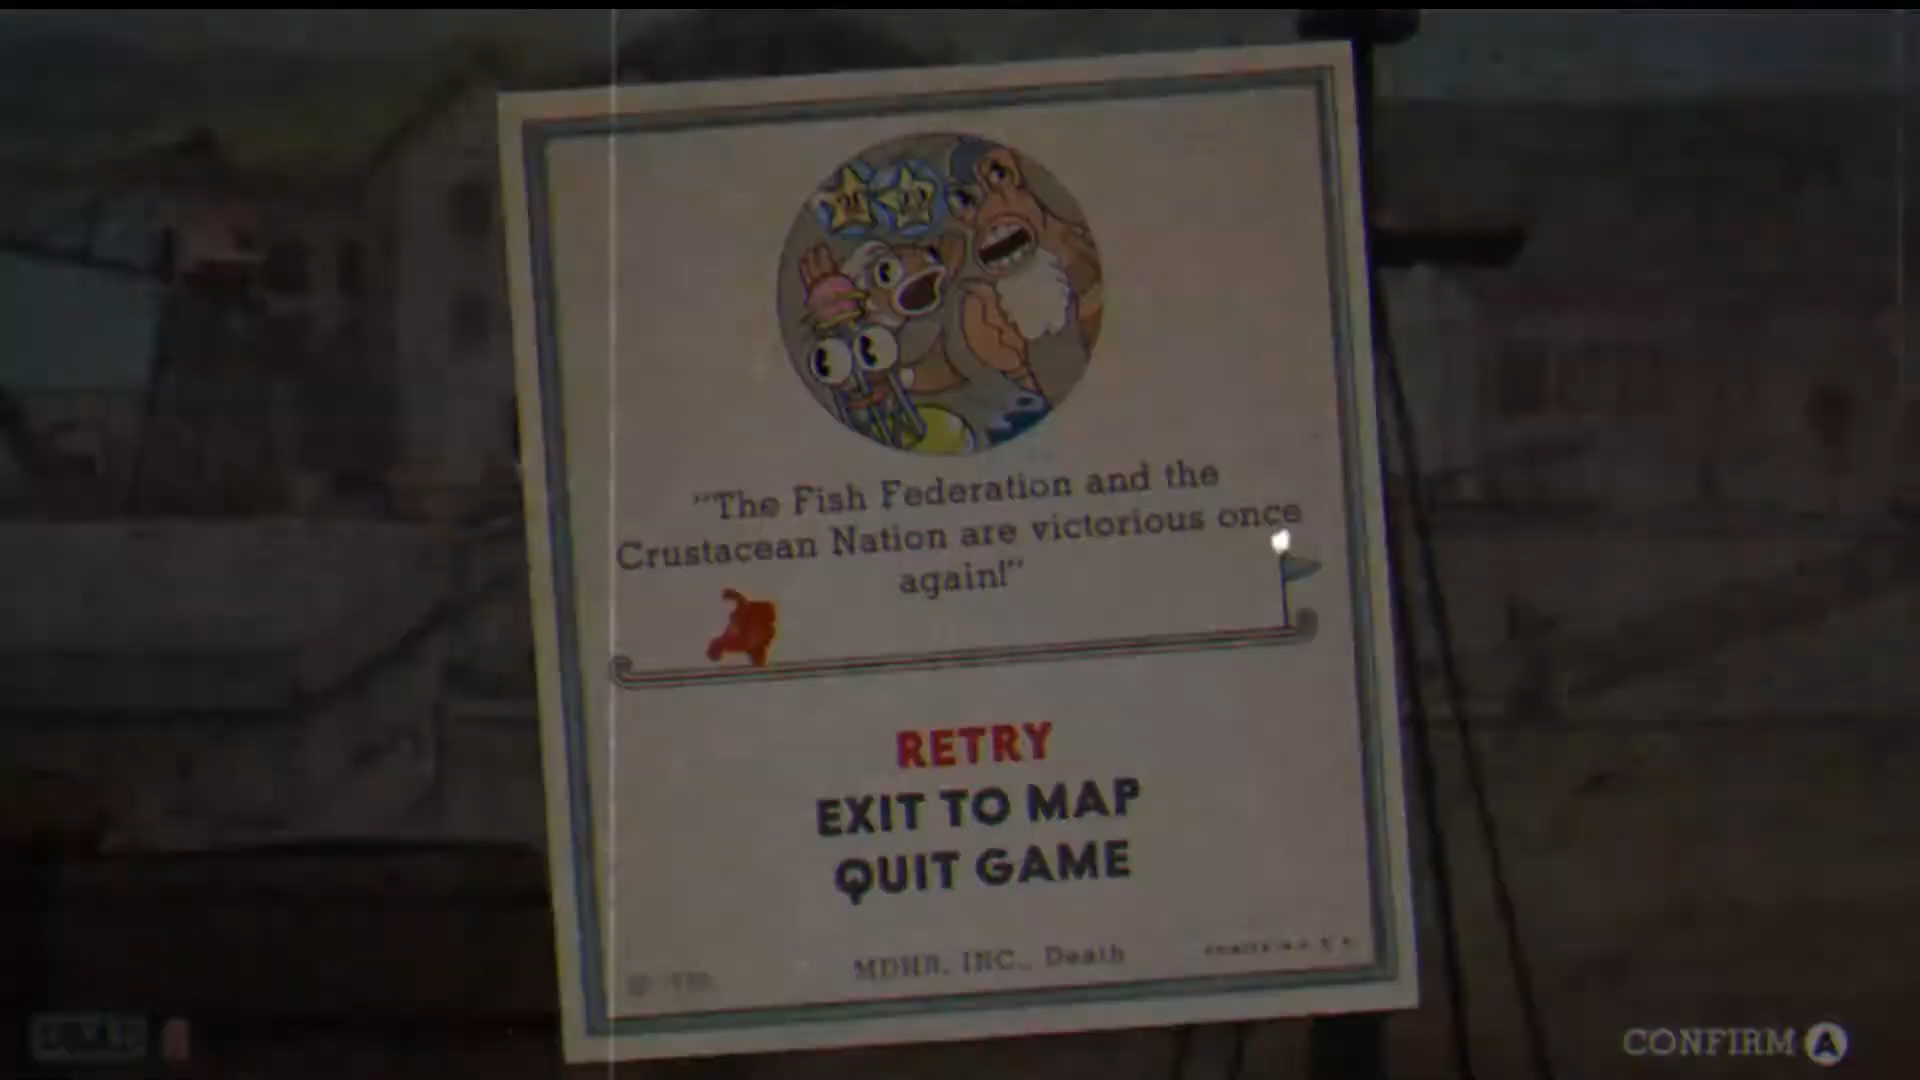 "The Fish Federation and the
Crustacean Nation are victorious once
again!"
RETRY
EXIT TO MAP
QUIT GAME
MDHR, INC., Death
CONFIRM A